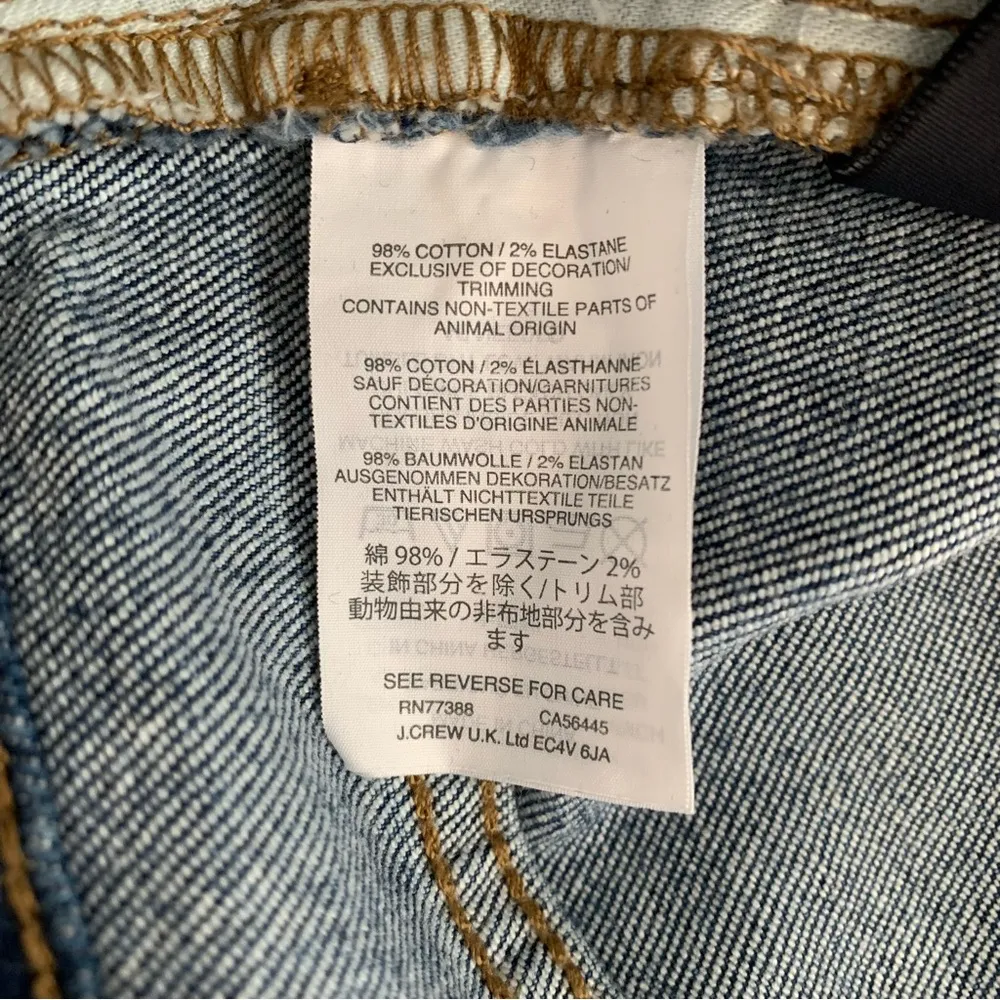 98% COTTON / 2% ELASTANE
EXCLUSIVE OF DECORATION/
TRIMMING
CONTAINS NON-TEXTILE PARTS OF
ANIMAL ORIGIN
98% COTON / 2% ÉLASTHANNE
SAUF DÉCORATION/GARNITURES
CONTIENT DES PARTIES NON-
TEXTILES D'ORIGINE ANIMALE
98% BAUMWOLLE / 2% ELASTAN
AUSGENOMMEN DEKORATION/BESATZ
ENTHÄLT NICHTTEXTILE TEILE
TIERISCHEN URSPRUNGS
綿 98% / エラステーン 2%
装飾部分を除く/トリム部
動物由来の非布地部分を含み
ます
SEE REVERSE FOR CARE
RN77388 CA56445
J.CREW U.K. Ltd EC4V 6JA